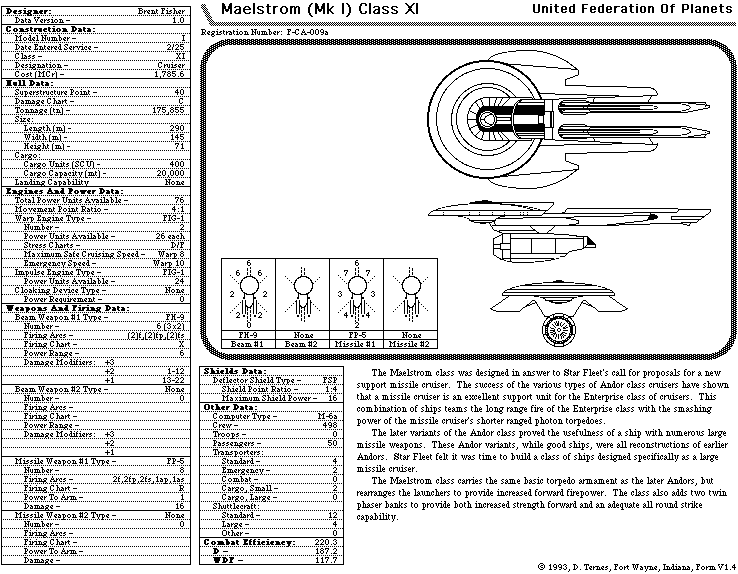 Maelstrom (Mk I) Class XI
United Federation Of Planets
Registration Number: F-CA-009a
Designer: Brent Fisher
Data Version - 1.0
Construction Data:
Model Number - I
Date Entered Service - 2/25
Class - XI
Designation - Cruiser
Cost (MCr) - 1,785.6
Hull Data:
Superstructure Point - 40
Damage Chart - C
Tonnage (tn) - 175,855
Size:
Length (m) - 290
Width (m) - 145
Height (m) - 71
Cargo:
Cargo Units (SCU) - 400
Cargo Capacity (mt) - 20,000
Landing Capability None
Engines And Power Data:
Total Power Units Available - 76
Movement Point Ratio - 4:1
Warp Engine Type - FIG-1
Number - 2
Power Units Available - 26 each
Stress Charts - D/F
Maximum Safe Cruising Speed - Warp 8
Emergency Speed - Warp 10
Impulse Engine Type - FIG-1
Power Units Available - 24
Cloaking Device Type - None
Power Requirement - 0
Weapons And Firing Data:
Beam Weapon #1 Type - FH-9
Number - 6 (3x2)
Firing Arcs - (2)f,(2)fp,(2)fs
Firing Chart - X
Power Range - 6
Damage Modifiers: +3
+2 1-12
+1 13-22
Beam Weapon #2 Type - None
Number - 0
Firing Arcs -
Firing Chart -
Power Range -
Damage Modifiers: +3
+2
+1
Missile Weapon #1 Type - FP-5
Number - 8
Firing Arcs - 2f,2fp,2fs,1ap,1as
Firing Chart - R
Power To Arm - 1
Damage - 16
Missile Weapon #2 Type - None
Number - 0
Firing Arcs -
Firing Chart -
Power To Arm -
Damage -
6
6 6
2 2
2 2
0
6
7 7
3 3
4 4
2
FH-9 None FP-5 None
Beam #1 Beam #2 Missile #1 Missile #2
Shields Data:
Deflector Shield Type - FSP
Shield Point Ratio - 1:4
Maximum Shield Power - 16
Other Data:
Computer Type - M-6a
Crew - 498
Troops - 0
Passengers - 50
Transporters:
Standard - 4
Emergency - 2
Combat - 0
Cargo, Small - 2
Cargo, Large - 2
Shuttlecraft:
Standard - 12
Large - 4
Other - 0
Combat Efficiency: 220.3
D - 187.2
WDF - 117.7
The Maelstrom class was designed in answer to Star Fleet's call for proposals for a new
support missile cruiser. The success of the various types of Andor class cruisers have shown
that a missile cruiser is an excellent support unit for the Enterprise class of cruisers. This
combination of ships teams the long range fire of the Enterprise class with the smashing
power of the missile cruiser's shorter ranged photon torpedoes.
The later variants of the Andor class proved the usefulness of a ship with numerous large
missile weapons. These Andor variants, while good ships, were all reconstructions of earlier
Andors. Star Fleet felt it was time to build a class of ships designed specifically as a large
missile cruiser.
The Maelstrom class carries the same basic torpedo armament as the later Andors, but
rearranges the launchers to provide increased forward firepower. The class also adds two twin
phaser banks to provide both increased strength forward and an adequate all round strike
capability.
© 1993, D. Ternes, Fort Wayne, Indiana, Form V1.4